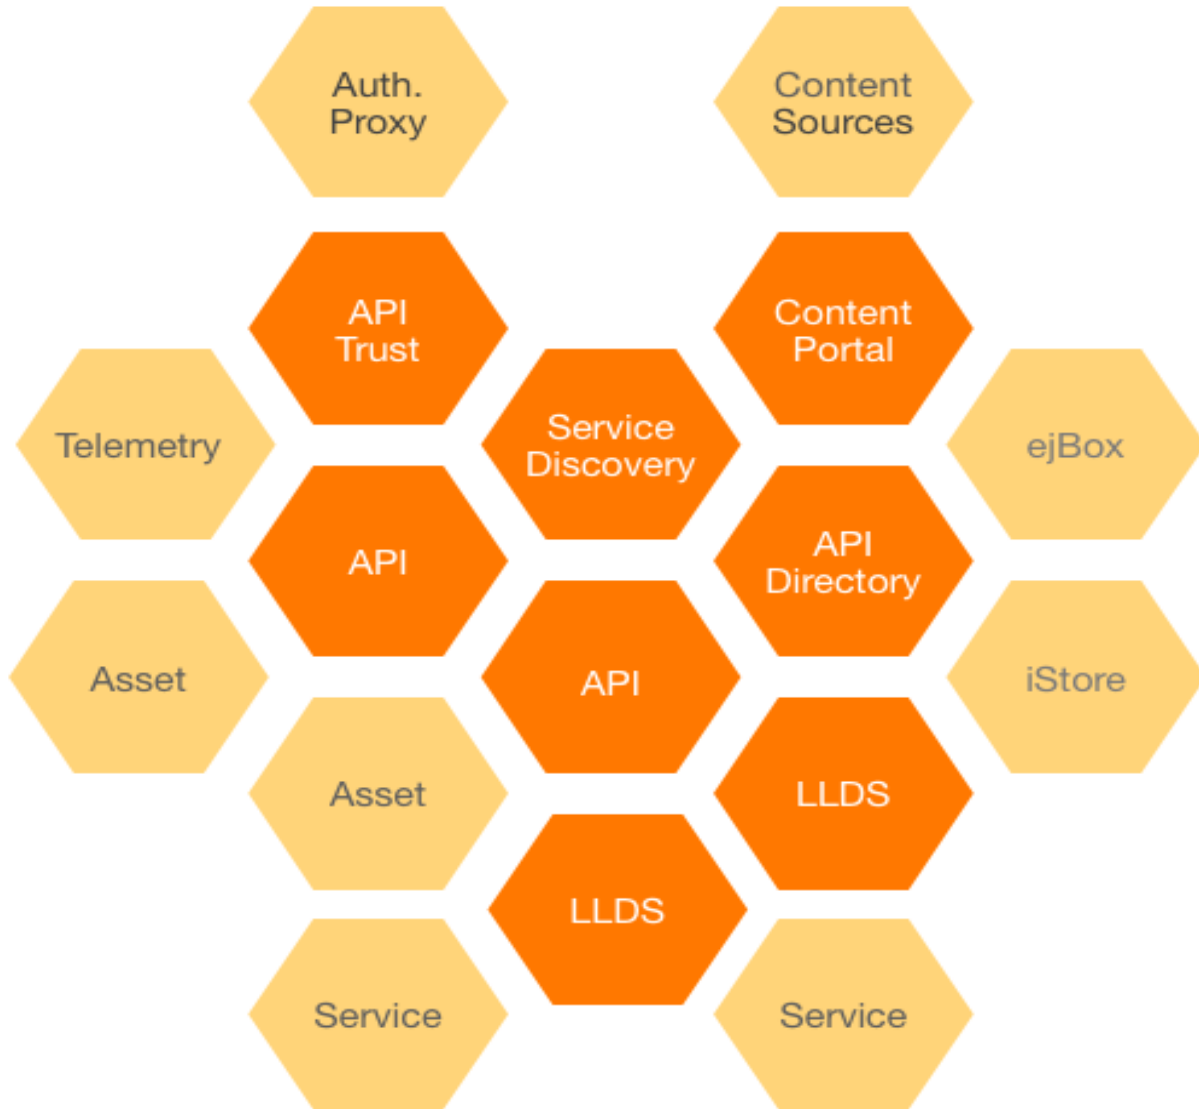 Auth.
Proxy
Content
Sources
API
Trust
Content
Portal
Service
Discovery
Telemetry
ejBox
API
API
Directory
Asset
API
iStore
Asset
LLDS
LLDS
Service
Service